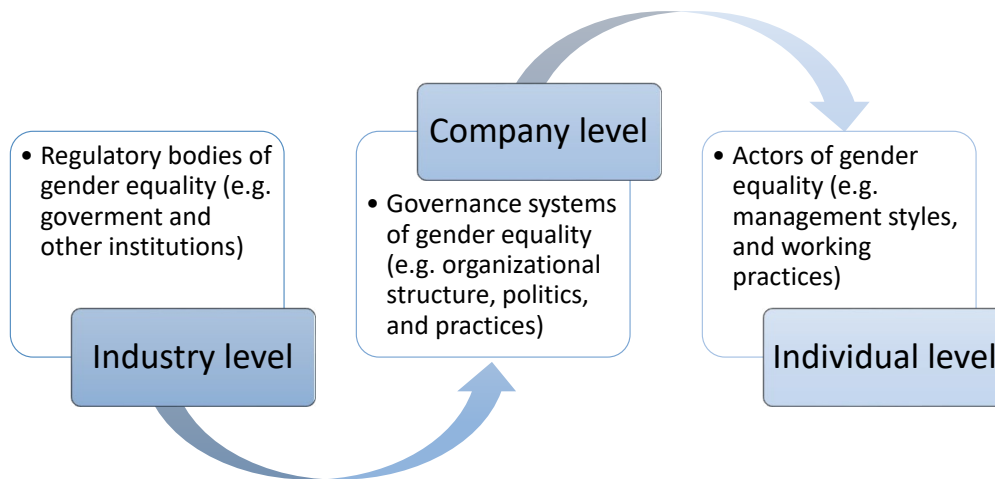 • Regulatory bodies of
gender equality (e.g.
goverment and
other institutions)
Industry level
Company level
• Governance systems
of gender equality
(e.g. organizational
structure, politics,
and practices)
• Actors of gender
equality (e.g.
management styles,
and working
practices)
Individual level